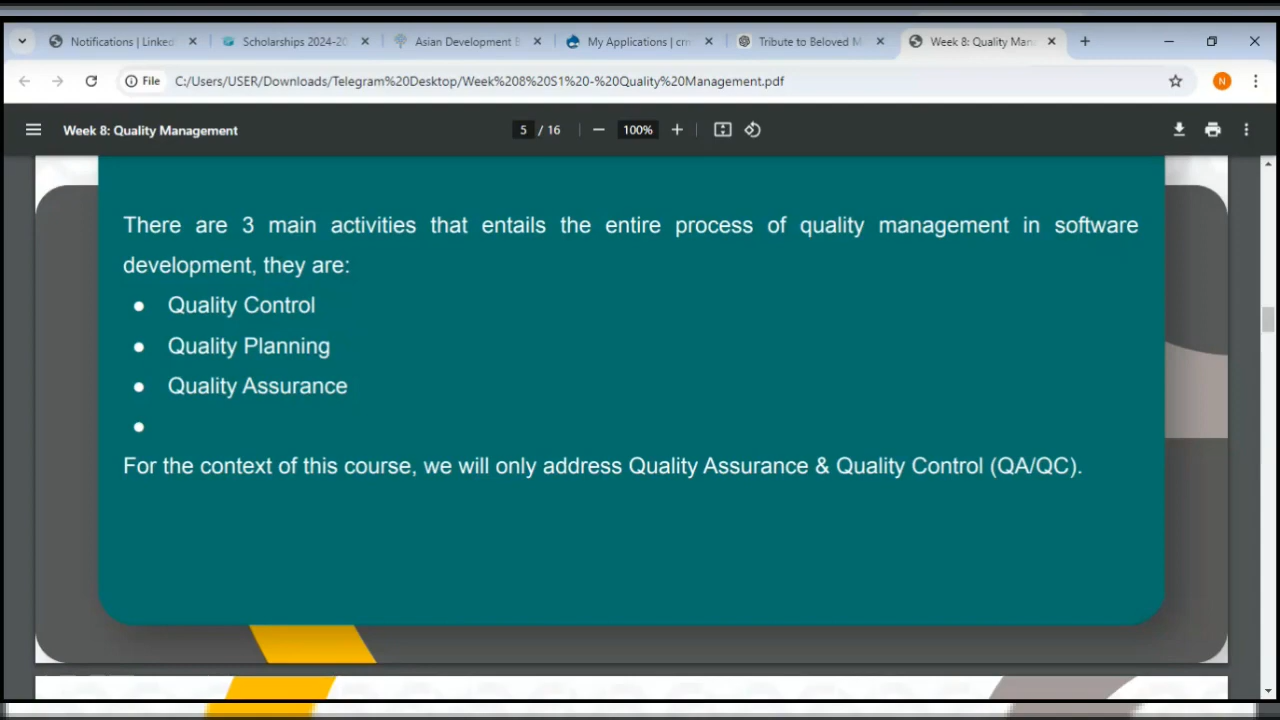 Notifications | Linke
Scholarships 2024-20
Asian Development
My Applications | crn
Tribute to Beloved M
Week 8: Quality Man
File
C:/Users/USER/Downloads/Telegram%20Desktop/Week%208%20S1%20-%20Quality%20Management.pdf
N
Week 8: Quality Management
5 / 16
100%
There are 3 main activities that entails the entire process of quality management in software
development, they are:
● Quality Control
● Quality Planning
● Quality Assurance
●
For the context of this course, we will only address Quality Assurance & Quality Control (QA/QC).